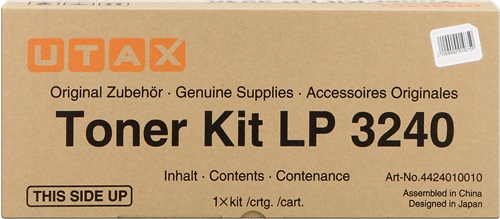 UTAX
Original Zubehör · Genuine Supplies · Accessoires Originales
Toner Kit LP 3240
Inhalt · Contents · Contenance
Art-No.4424010010
THIS SIDE UP
1×kit /crtg. /cart.
Assembled in China
Designed in Japan